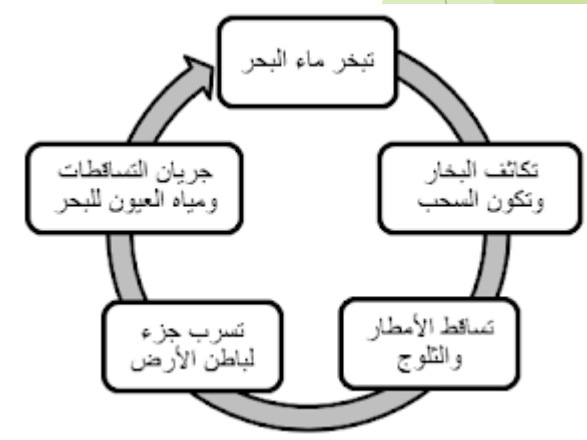 تبخر ماء البحر
تكاثف البخار
وتكون السحب
تساقط الأمطار
والثلوج
تسرب جزء
لباطن الأرض
جريان التساقطات
ومياه العيون للبحر